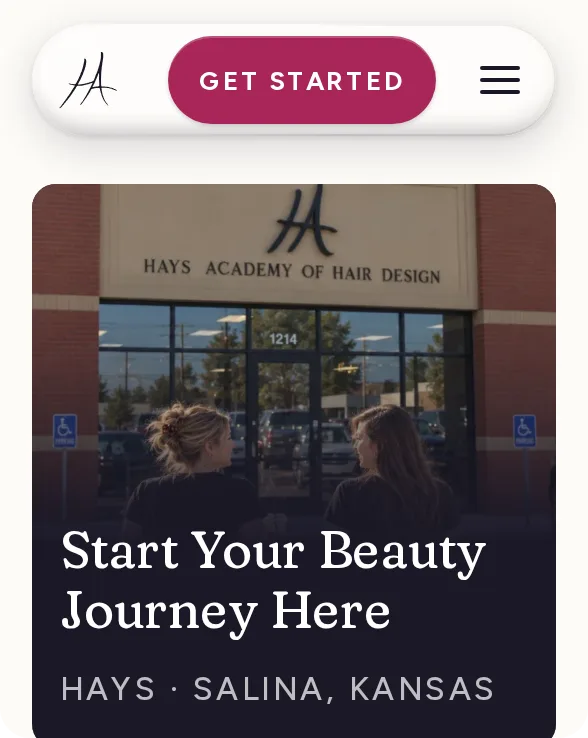 HA
GET STARTED
HA
HAYS ACADEMY OF HAIR DESIGN
1214
Start Your Beauty
Journey Here
HAYS · SALINA, KANSAS